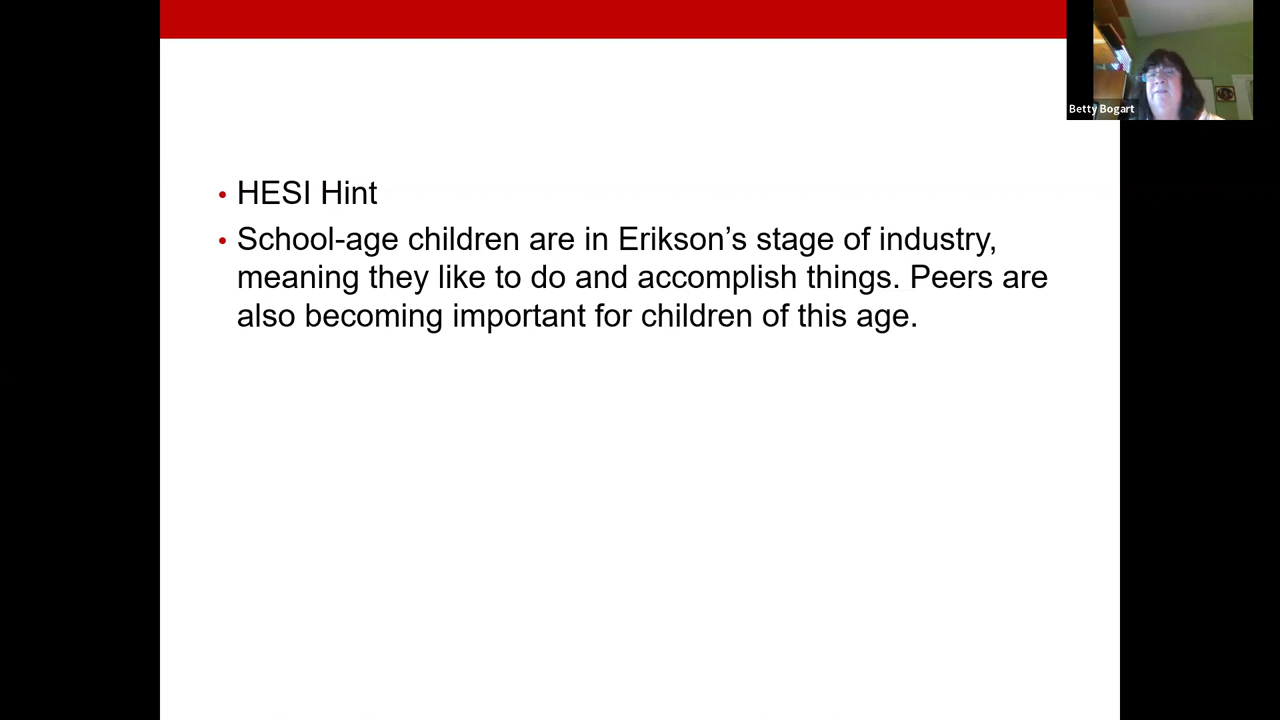 Betty Bogart
• HESI Hint
• School-age children are in Erikson’s stage of industry,
meaning they like to do and accomplish things. Peers are
also becoming important for children of this age.